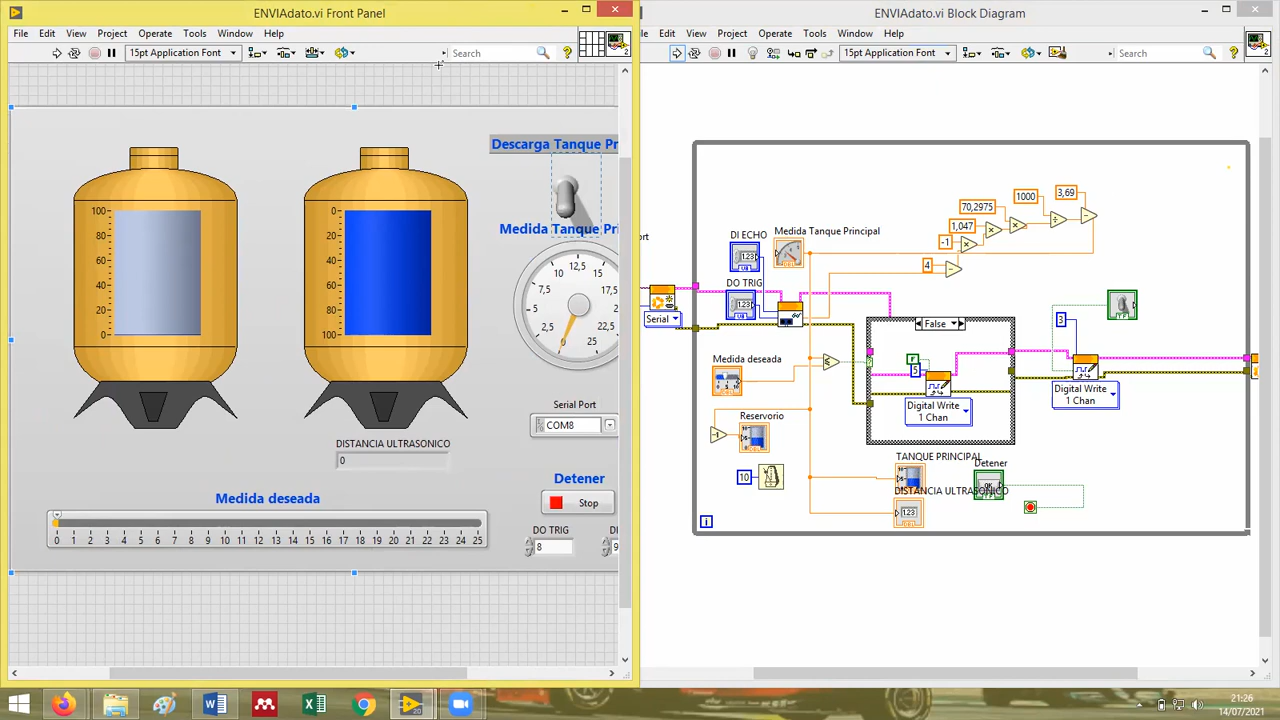 ENVIAdato.vi Front Panel
File Edit View Project Operate Tools Window Help
15pt Application Font
Search
2
Descarga Tanque Pr
100
80
60
40
20
0
0
20
40
60
80
100
Medida Tanque Pri
0
2,5
5
7,5
10
12,5
15
17,5
20
22,5
25
Serial Port
COM8
DISTANCIA ULTRASONICO
0
Detener
Stop
Medida deseada
0 1 2 3 4 5 6 7 8 9 10 11 12 13 14 15 16 17 18 19 20 21 22 23 24 25
DO TRIG
8
DI
9
ENVIAdato.vi Block Diagram
File Edit View Project Operate Tools Window Help
15pt Application Font
Search
2
ort
Serial
DI ECHO
Medida Tanque Principal
DO TRIG
-1
1,047
70,2975
1000
3,69
4
False
F
5
Digital Write
1 Chan
3
Digital Write
1 Chan
Medida deseada
Reservorio
10
TANQUE PRINCIPAL
DISTANCIA ULTRASONICO
Detener
i
21:26
14/07/2021